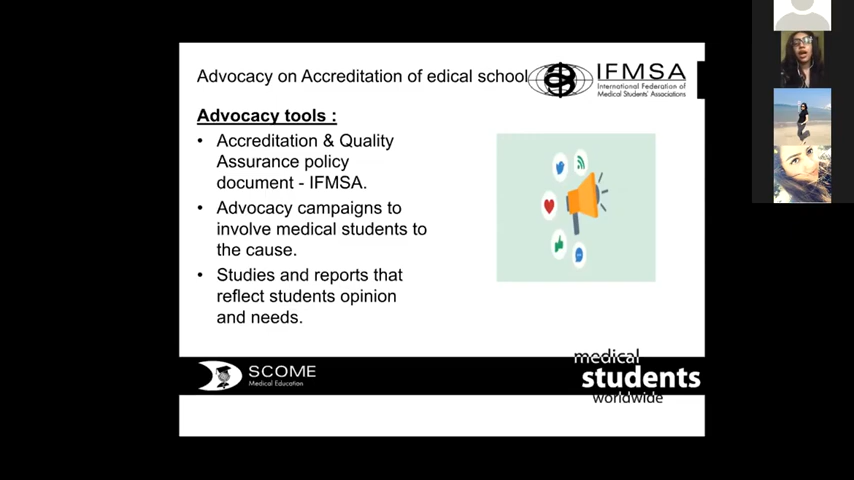 Advocacy on Accreditation of edical school
IFMSA
International Federation of
Medical Students' Associations
Advocacy tools :
• Accreditation & Quality
Assurance policy
document - IFMSA.
• Advocacy campaigns to
involve medical students to
the cause.
• Studies and reports that
reflect students opinion
and needs.
SCOME
Medical Education
medical
students
worldwide